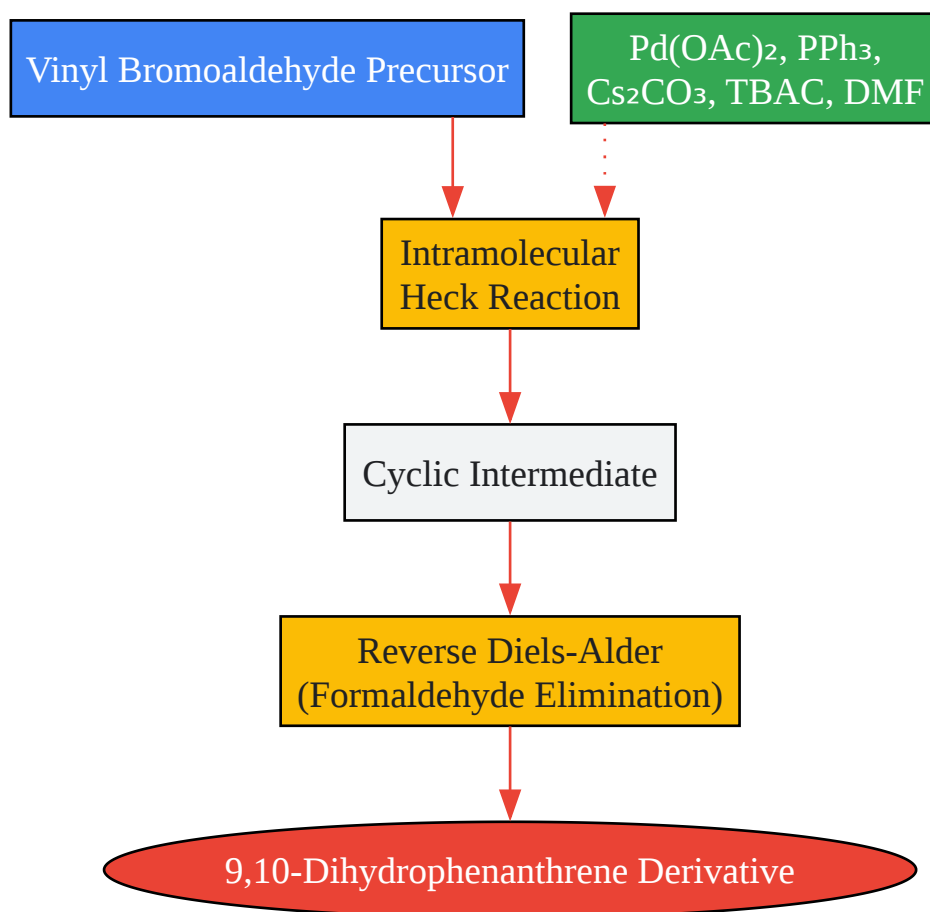 Vinyl Bromoaldehyde Precursor
Pd(OAc)₂, PPh₃,
Cs₂CO₃, TBAC, DMF
Intramolecular
Heck Reaction
Cyclic Intermediate
Reverse Diels-Alder
(Formaldehyde Elimination)
9,10-Dihydrophenanthrene Derivative